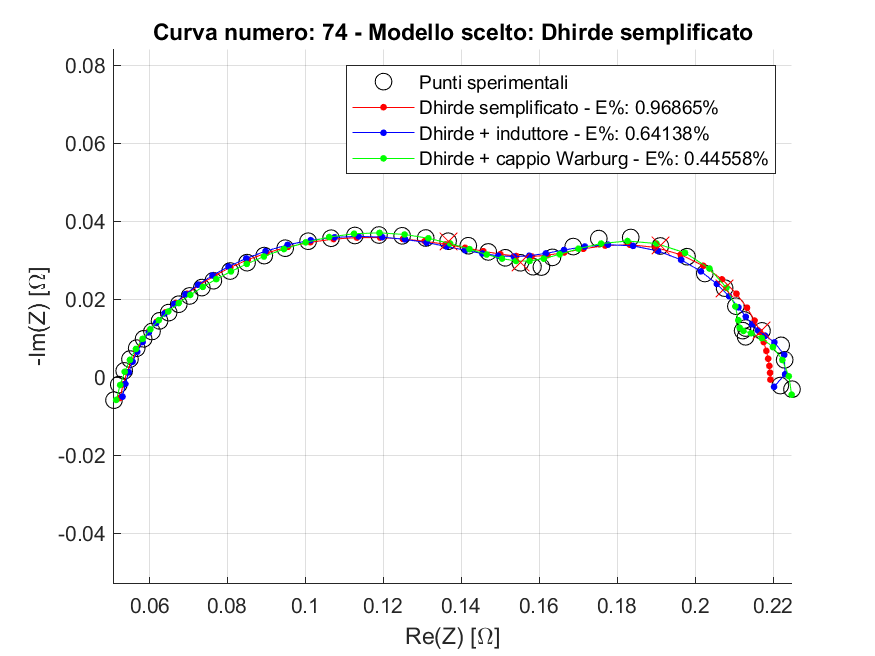 Curva numero: 74 - Modello scelto: Dhirde semplificato
Punti sperimentali
Dhirde semplificato - E%: 0.96865%
Dhirde + induttore - E%: 0.64138%
Dhirde + cappio Warburg - E%: 0.44558%
-Im(Z) [Ω]
0.08
0.06
0.04
0.02
0
-0.02
-0.04
0.06 0.08 0.1 0.12 0.14 0.16 0.18 0.2 0.22
Re(Z) [Ω]